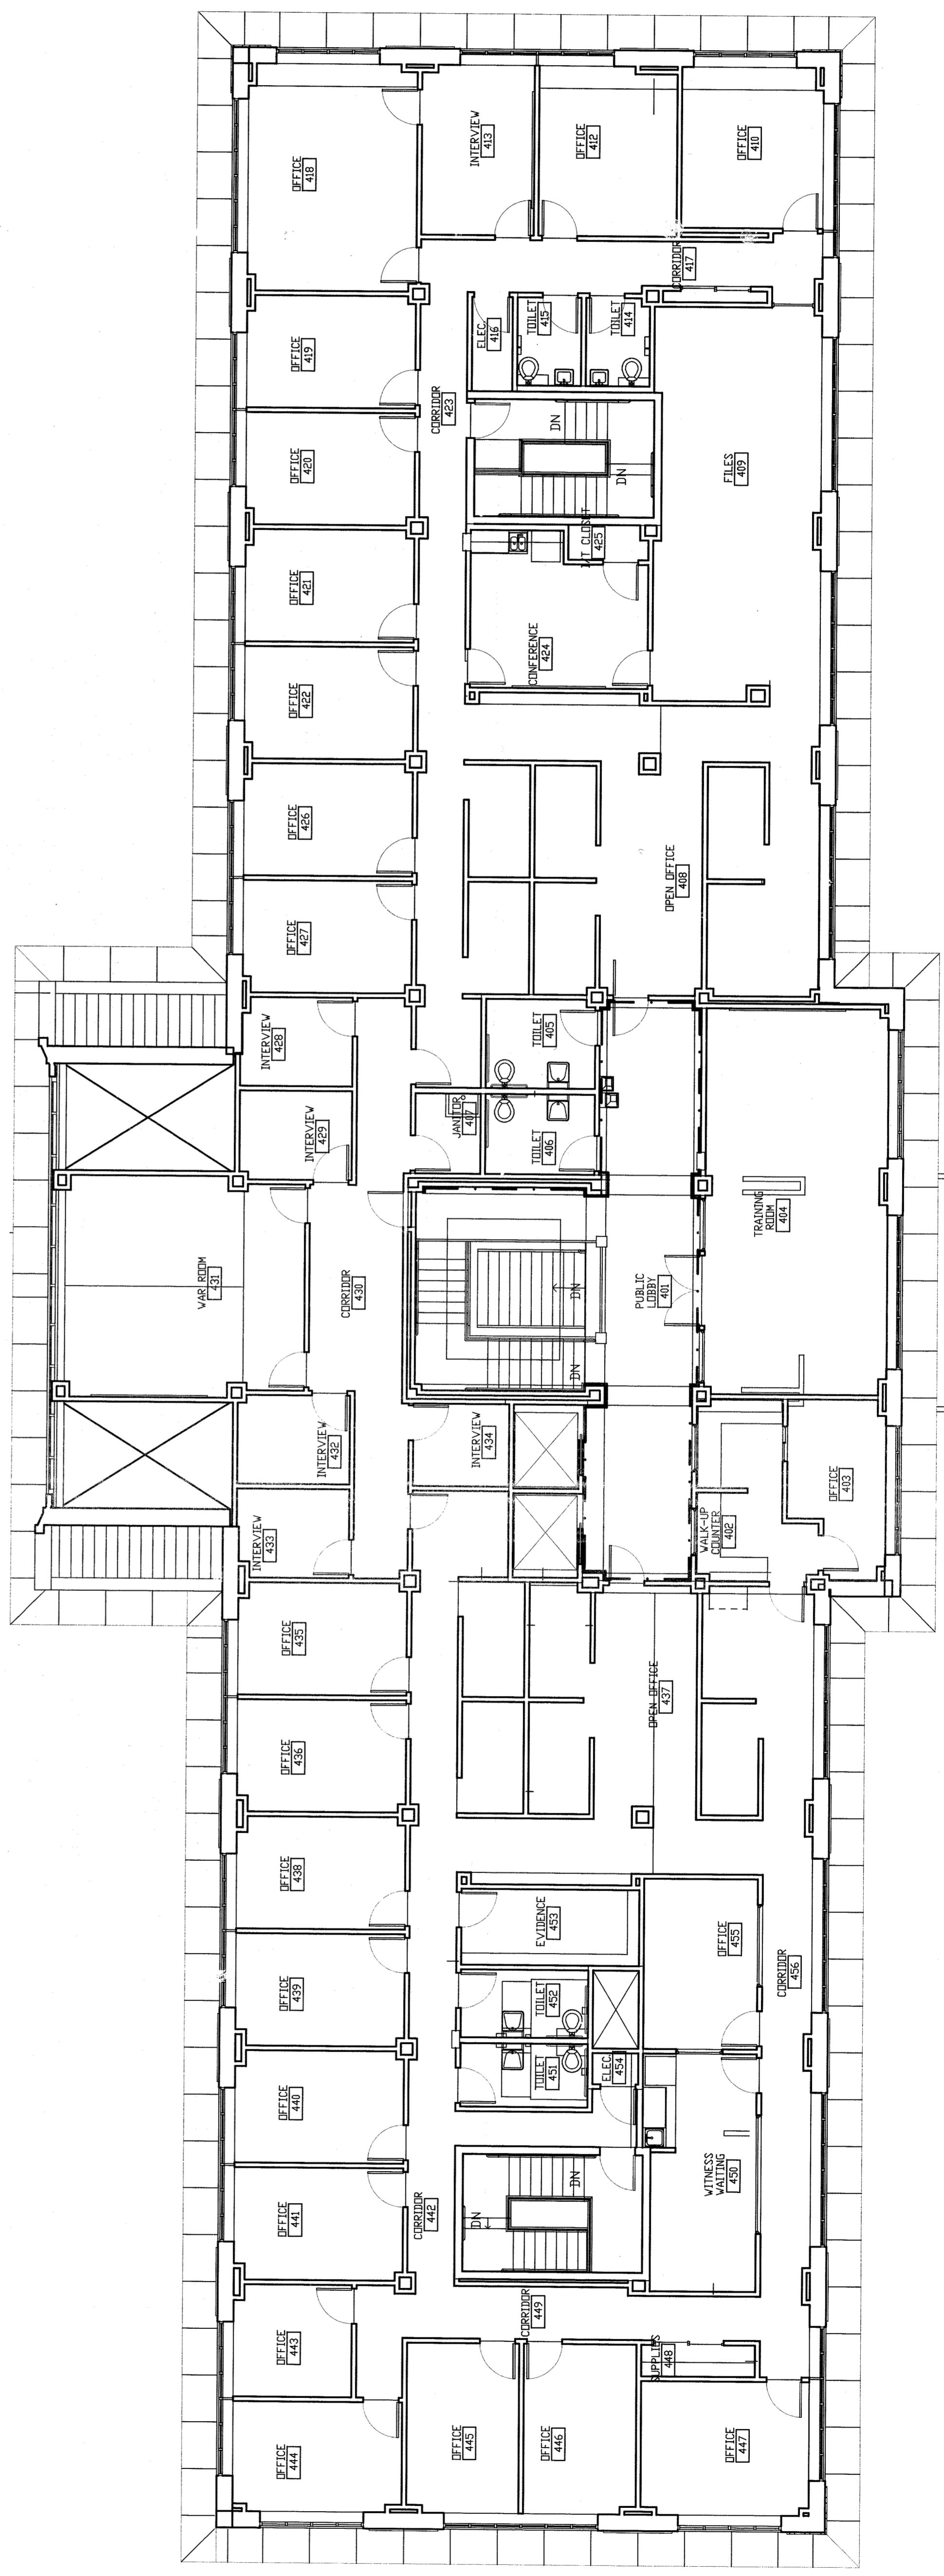 OFFICE
418
INTERVIEW
413
OFFICE
412
OFFICE
410
CORRIDOR
417
OFFICE
419
ELEC.
416
TOILET
415
TOILET
414
CORRIDOR
423
OFFICE
420
DN
DN
FILES
409
OFFICE
421
CLOSET
425
OFFICE
422
CONFERENCE
424
OFFICE
426
OPEN OFFICE
408
OFFICE
427
INTERVIEW
428
TOILET
405
INTERVIEW
429
JANITOR
407
TOILET
406
WAR ROOM
431
CORRIDOR
430
DN
DN
PUBLIC
LOBBY
401
TRAINING
ROOM
404
INTERVIEW
432
INTERVIEW
434
INTERVIEW
433
WALK-UP
COUNTER
402
OFFICE
403
OFFICE
435
OFFICE
436
OPEN OFFICE
437
OFFICE
438
EVIDENCE
453
OFFICE
455
CORRIDOR
456
OFFICE
439
TOILET
452
TOILET
451
ELEC.
454
OFFICE
440
OFFICE
441
CORRIDOR
442
DN
DN
WITNESS
WAITING
450
OFFICE
443
CORRIDOR
449
SUPPLIES
448
OFFICE
444
OFFICE
445
OFFICE
446
OFFICE
447